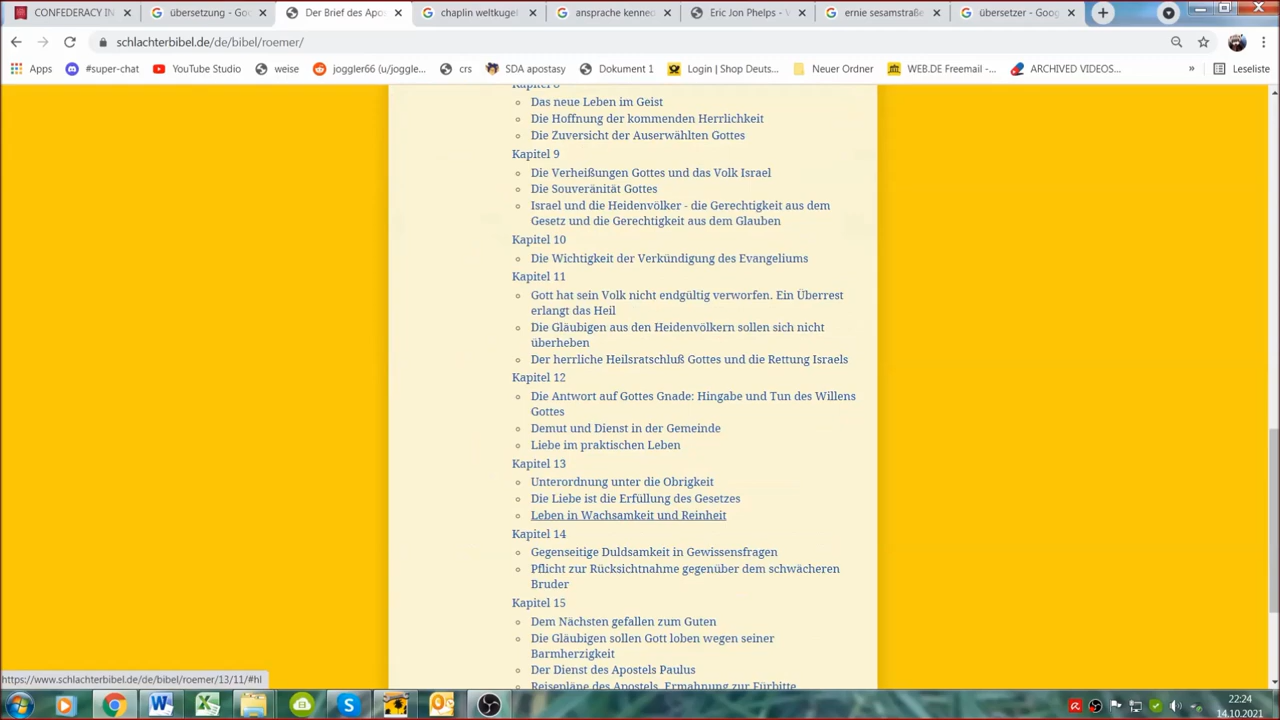 CONFEDERACY IN
übersetzung - Go
Der Brief des Apos
chaplin weltkugel
ansprache kenned
Eric Jon Phelps - V
ernie sesamstraße
übersetzer - Goog
schlachterbibel.de/de/bibel/roemer/
Apps
#super-chat
YouTube Studio
weise
joggler66 (u/joggle...
crs
SDA apostasy
Dokument 1
Login | Shop Deuts...
Neuer Ordner
WEB.DE Freemail -...
ARCHIVED VIDEOS...
»
Leseliste
Kapitel 8
Das neue Leben im Geist
Die Hoffnung der kommenden Herrlichkeit
Die Zuversicht der Auserwählten Gottes
Kapitel 9
Die Verheißungen Gottes und das Volk Israel
Die Souveränität Gottes
Israel und die Heidenvölker - die Gerechtigkeit aus dem
Gesetz und die Gerechtigkeit aus dem Glauben
Kapitel 10
Die Wichtigkeit der Verkündigung des Evangeliums
Kapitel 11
Gott hat sein Volk nicht endgültig verworfen. Ein Überrest
erlangt das Heil
Die Gläubigen aus den Heidenvölkern sollen sich nicht
überheben
Der herrliche Heilsratschluß Gottes und die Rettung Israels
Kapitel 12
Die Antwort auf Gottes Gnade: Hingabe und Tun des Willens
Gottes
Demut und Dienst in der Gemeinde
Liebe im praktischen Leben
Kapitel 13
Unterordnung unter die Obrigkeit
Die Liebe ist die Erfüllung des Gesetzes
Leben in Wachsamkeit und Reinheit
Kapitel 14
Gegenseitige Duldsamkeit in Gewissensfragen
Pflicht zur Rücksichtnahme gegenüber dem schwächeren
Bruder
Kapitel 15
Dem Nächsten gefallen zum Guten
Die Gläubigen sollen Gott loben wegen seiner
Barmherzigkeit
Der Dienst des Apostels Paulus
Reisepläne des Apostels. Ermahnung zur Fürbitte
https://www.schlachterbibel.de/de/bibel/roemer/13/11/#hl
22:24
14.10.2021